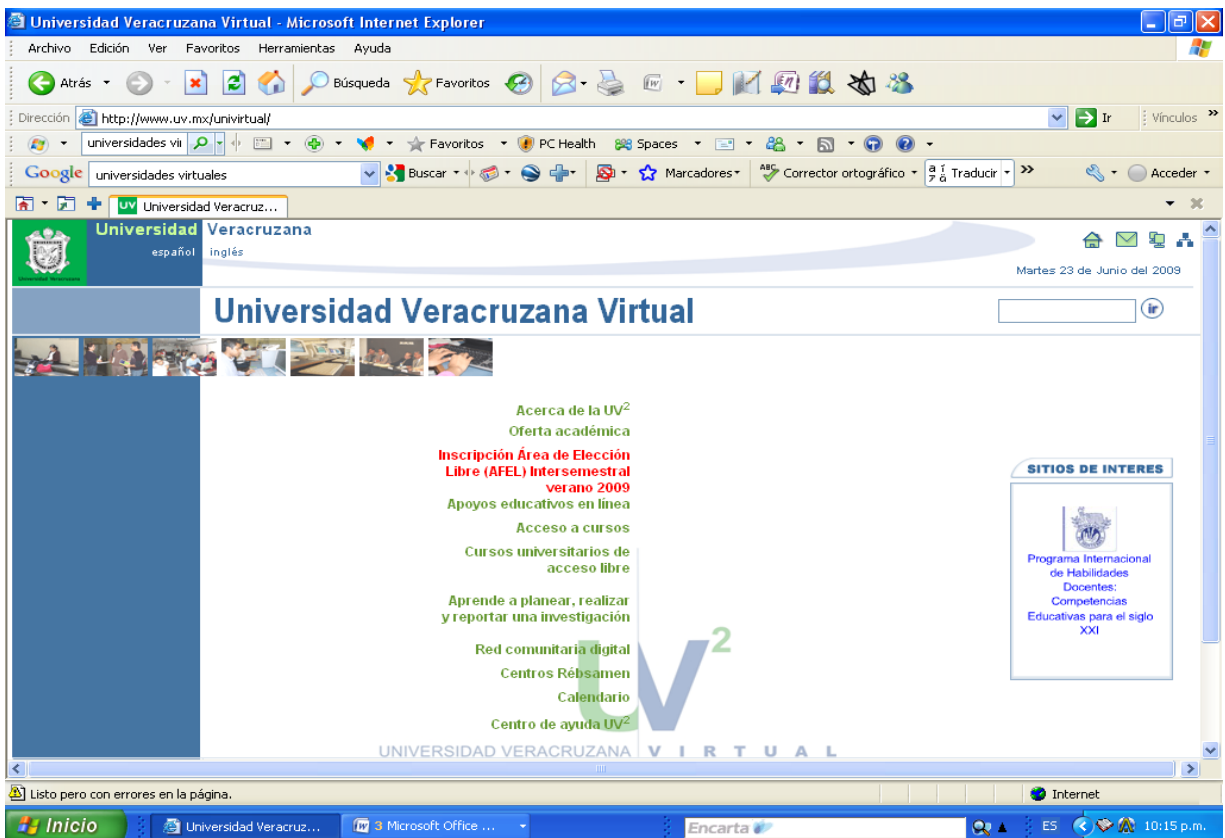 Universidad Veracruzana Virtual - Microsoft Internet Explorer
Archivo Edición Ver Favoritos Herramientas Ayuda
Atrás Búsqueda Favoritos
Dirección http://www.uv.mx/univirtual/ Ir Vínculos »
universidades vii Favoritos PC Health Spaces
Google universidades virtuales Buscar Marcadores ABC Corrector ortográfico Traducir » Acceder
UV Universidad Veracruz...
Universidad Veracruzana
español inglés
Martes 23 de Junio del 2009
Universidad Veracruzana Virtual
ir
Acerca de la UV2
Oferta académica
Inscripción Área de Elección
Libre (AFEL) Intersemestral
verano 2009
Apoyos educativos en línea
Acceso a cursos
Cursos universitarios de
acceso libre
Aprende a planear, realizar
y reportar una investigación
Red comunitaria digital
Centros Rébsamen
Calendario
Centro de ayuda UV2
UV2
UNIVERSIDAD VERACRUZANA VIRTUAL
SITIOS DE INTERES
Programa Internacional
de Habilidades
Docentes:
Competencias
Educativas para el siglo
XXI
Listo pero con errores en la página. Internet
Inicio Universidad Veracruz... 3 Microsoft Office ... Encarta ES 10:15 p.m.